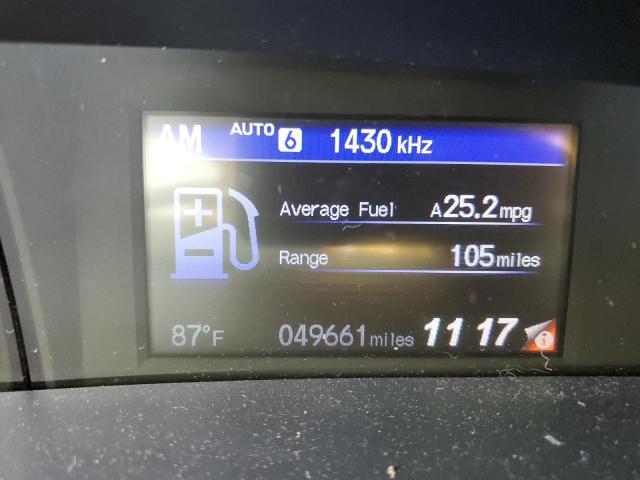 AM AUTO 6 1430 kHz
Average Fuel A25.2mpg
Range 105miles
87°F 049661miles 11 17 i